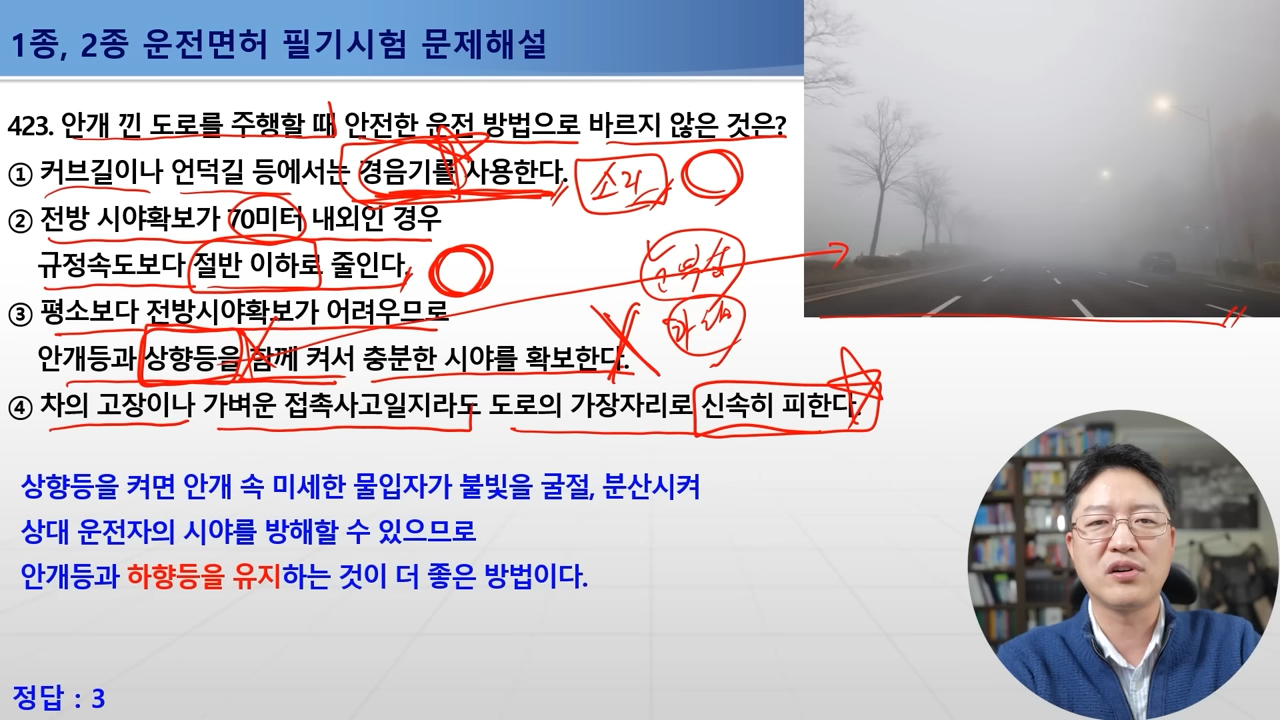 1종, 2종 운전면허 필기시험 문제해설
423. 안개 낀 도로를 주행할 때 안전한 운전 방법으로 바르지 않은 것은?
① 커브길이나 언덕길 등에서는 경음기를 사용한다.
소리
② 전방 시야확보가 70미터 내외인 경우
규정속도보다 절반 이하로 줄인다.
③ 평소보다 전방시야확보가 어려우므로
안개등과 상향등을 함께 켜서 충분한 시야를 확보한다.
④ 차의 고장이나 가벼운 접촉사고일지라도 도로의 가장자리로 신속히 피한다.
상향등을 켜면 안개 속 미세한 물입자가 불빛을 굴절, 분산시켜
상대 운전자의 시야를 방해할 수 있으므로
안개등과 하향등을 유지하는 것이 더 좋은 방법이다.
정답 : 3